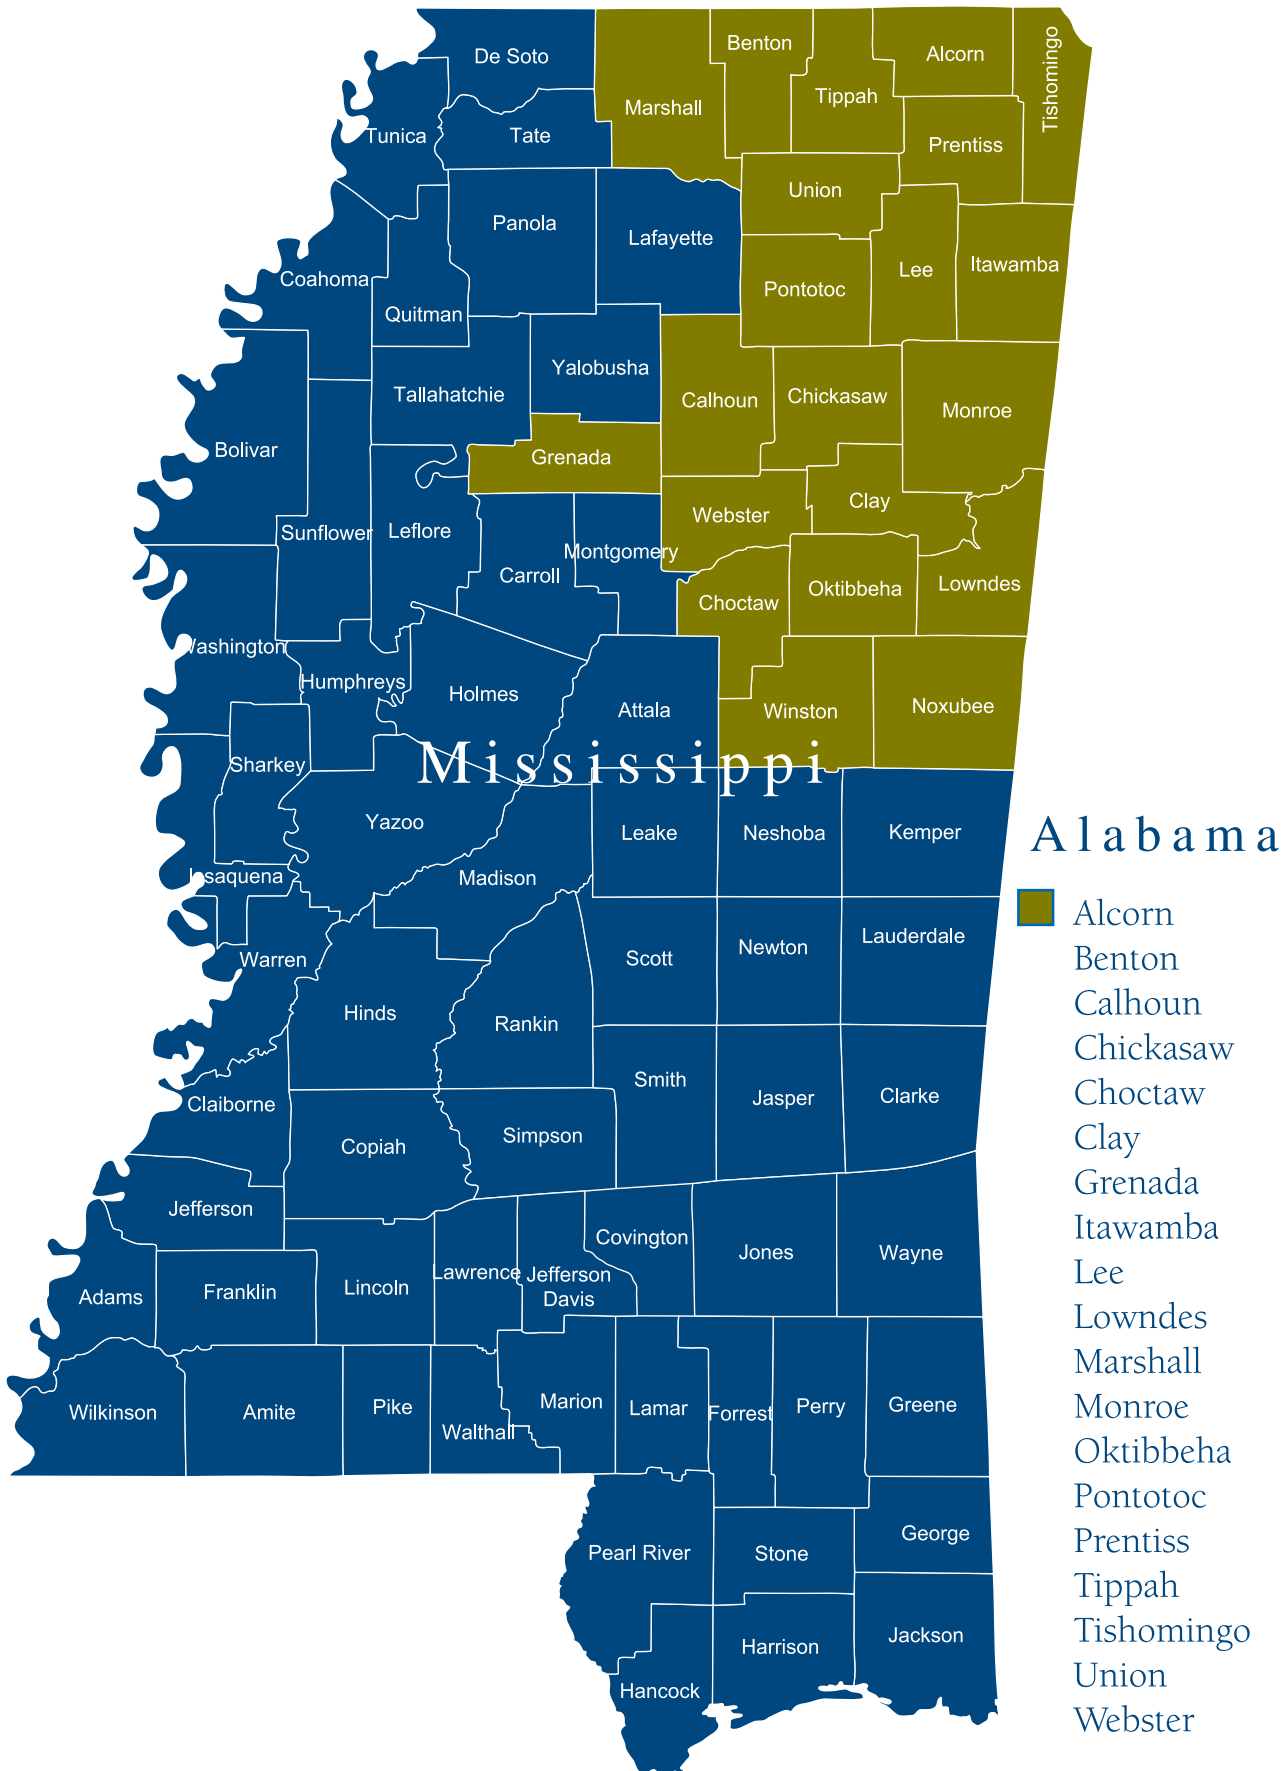 De Soto
Benton
Alcorn
Tishomingo
Marshall
Tippah
Tunica
Tate
Prentiss
Union
Panola
Lafayette
Coahoma
Lee
Itawamba
Pontotoc
Quitman
Yalobusha
Tallahatchie
Calhoun
Chickasaw
Monroe
Bolivar
Grenada
Clay
Webster
Sunflower
Leflore
Montgomery
Carroll
Oktibbeha
Lowndes
Choctaw
Washington
Humphreys
Holmes
Attala
Winston
Noxubee
Mississippi
Sharkey
Yazoo
Leake
Neshoba
Kemper
Alabama
Issaquena
Madison
Warren
Scott
Newton
Lauderdale
Hinds
Rankin
Smith
Jasper
Clarke
Claiborne
Copiah
Simpson
Jefferson
Covington
Jones
Wayne
Adams
Franklin
Lincoln
Lawrence
Jefferson
Davis
Wilkinson
Amite
Pike
Walthall
Marion
Lamar
Forrest
Perry
Greene
Pearl River
Stone
George
Hancock
Harrison
Jackson
Alcorn
Benton
Calhoun
Chickasaw
Choctaw
Clay
Grenada
Itawamba
Lee
Lowndes
Marshall
Monroe
Oktibbeha
Pontotoc
Prentiss
Tippah
Tishomingo
Union
Webster